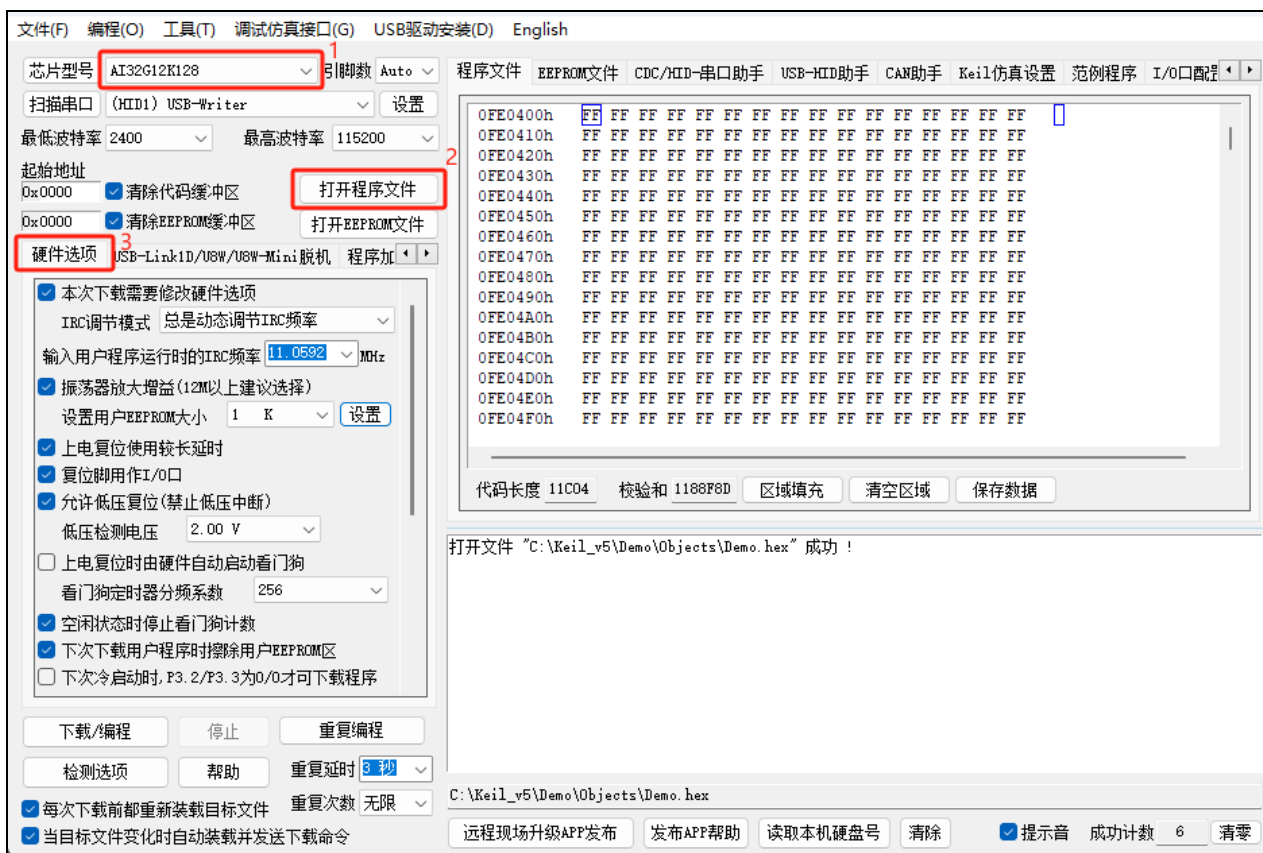 文件(F) 编程(O) 工具(T) 调试仿真接口(G) USB驱动安装(D) English
1
芯片型号 AI32G12K128 引脚数 Auto
扫描串口 (HID1) USB-Writer 设置
最低波特率 2400 最高波特率 115200
2
起始地址
0x0000 清除代码缓冲区 打开程序文件
0x0000 清除EEPROM缓冲区 打开EEPROM文件
3
硬件选项 USB-Link1D/U8W/U8W-Mini脱机 程序加
本次下载需要修改硬件选项
IRC调节模式 总是动态调节IRC频率
输入用户程序运行时的IRC频率 11.0592 MHz
振荡器放大增益(12M以上建议选择)
设置用户EEPROM大小 1 K 设置
上电复位使用较长延时
复位脚用作I/O口
允许低压复位(禁止低压中断)
低压检测电压 2.00 V
上电复位时由硬件自动启动看门狗
看门狗定时器分频系数 256
空闲状态时停止看门狗计数
下次下载用户程序时擦除用户EEPROM区
下次冷启动时,P3.2/P3.3为0/0才可下载程序
下载/编程 停止 重复编程
检测选项 帮助 重复延时 3 秒
每次下载前都重新装载目标文件 重复次数 无限
当目标文件变化时自动装载并发送下载命令
程序文件 EEPROM文件 CDC/HID-串口助手 USB-HID助手 CAN助手 Keil仿真设置 范例程序 I/O口配
0FE0400h FF FF FF FF FF FF FF FF FF FF FF FF FF FF FF FF
0FE0410h FF FF FF FF FF FF FF FF FF FF FF FF FF FF FF FF
0FE0420h FF FF FF FF FF FF FF FF FF FF FF FF FF FF FF FF
0FE0430h FF FF FF FF FF FF FF FF FF FF FF FF FF FF FF FF
0FE0440h FF FF FF FF FF FF FF FF FF FF FF FF FF FF FF FF
0FE0450h FF FF FF FF FF FF FF FF FF FF FF FF FF FF FF FF
0FE0460h FF FF FF FF FF FF FF FF FF FF FF FF FF FF FF FF
0FE0470h FF FF FF FF FF FF FF FF FF FF FF FF FF FF FF FF
0FE0480h FF FF FF FF FF FF FF FF FF FF FF FF FF FF FF FF
0FE0490h FF FF FF FF FF FF FF FF FF FF FF FF FF FF FF FF
0FE04A0h FF FF FF FF FF FF FF FF FF FF FF FF FF FF FF FF
0FE04B0h FF FF FF FF FF FF FF FF FF FF FF FF FF FF FF FF
0FE04C0h FF FF FF FF FF FF FF FF FF FF FF FF FF FF FF FF
0FE04D0h FF FF FF FF FF FF FF FF FF FF FF FF FF FF FF FF
0FE04E0h FF FF FF FF FF FF FF FF FF FF FF FF FF FF FF FF
0FE04F0h FF FF FF FF FF FF FF FF FF FF FF FF FF FF FF FF
代码长度 11C04 校验和 1188F8D 区域填充 清空区域 保存数据
打开文件 "C:\Keil_v5\Demo\Objects\Demo.hex" 成功 !
C:\Keil_v5\Demo\Objects\Demo.hex
远程现场升级APP发布 发布APP帮助 读取本机硬盘号 清除 提示音 成功计数 6 清零